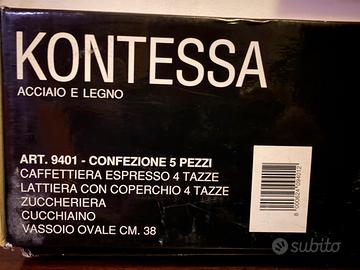 KONTESSA
ACCIAIO E LEGNO
ART. 9401 - CONFEZIONE 5 PEZZI
CAFFETTIERA ESPRESSO 4 TAZZE
LATTIERA CON COPERCHIO 4 TAZZE
ZUCCHERIERA
CUCCHIAINO
VASSOIO OVALE CM. 38
subito